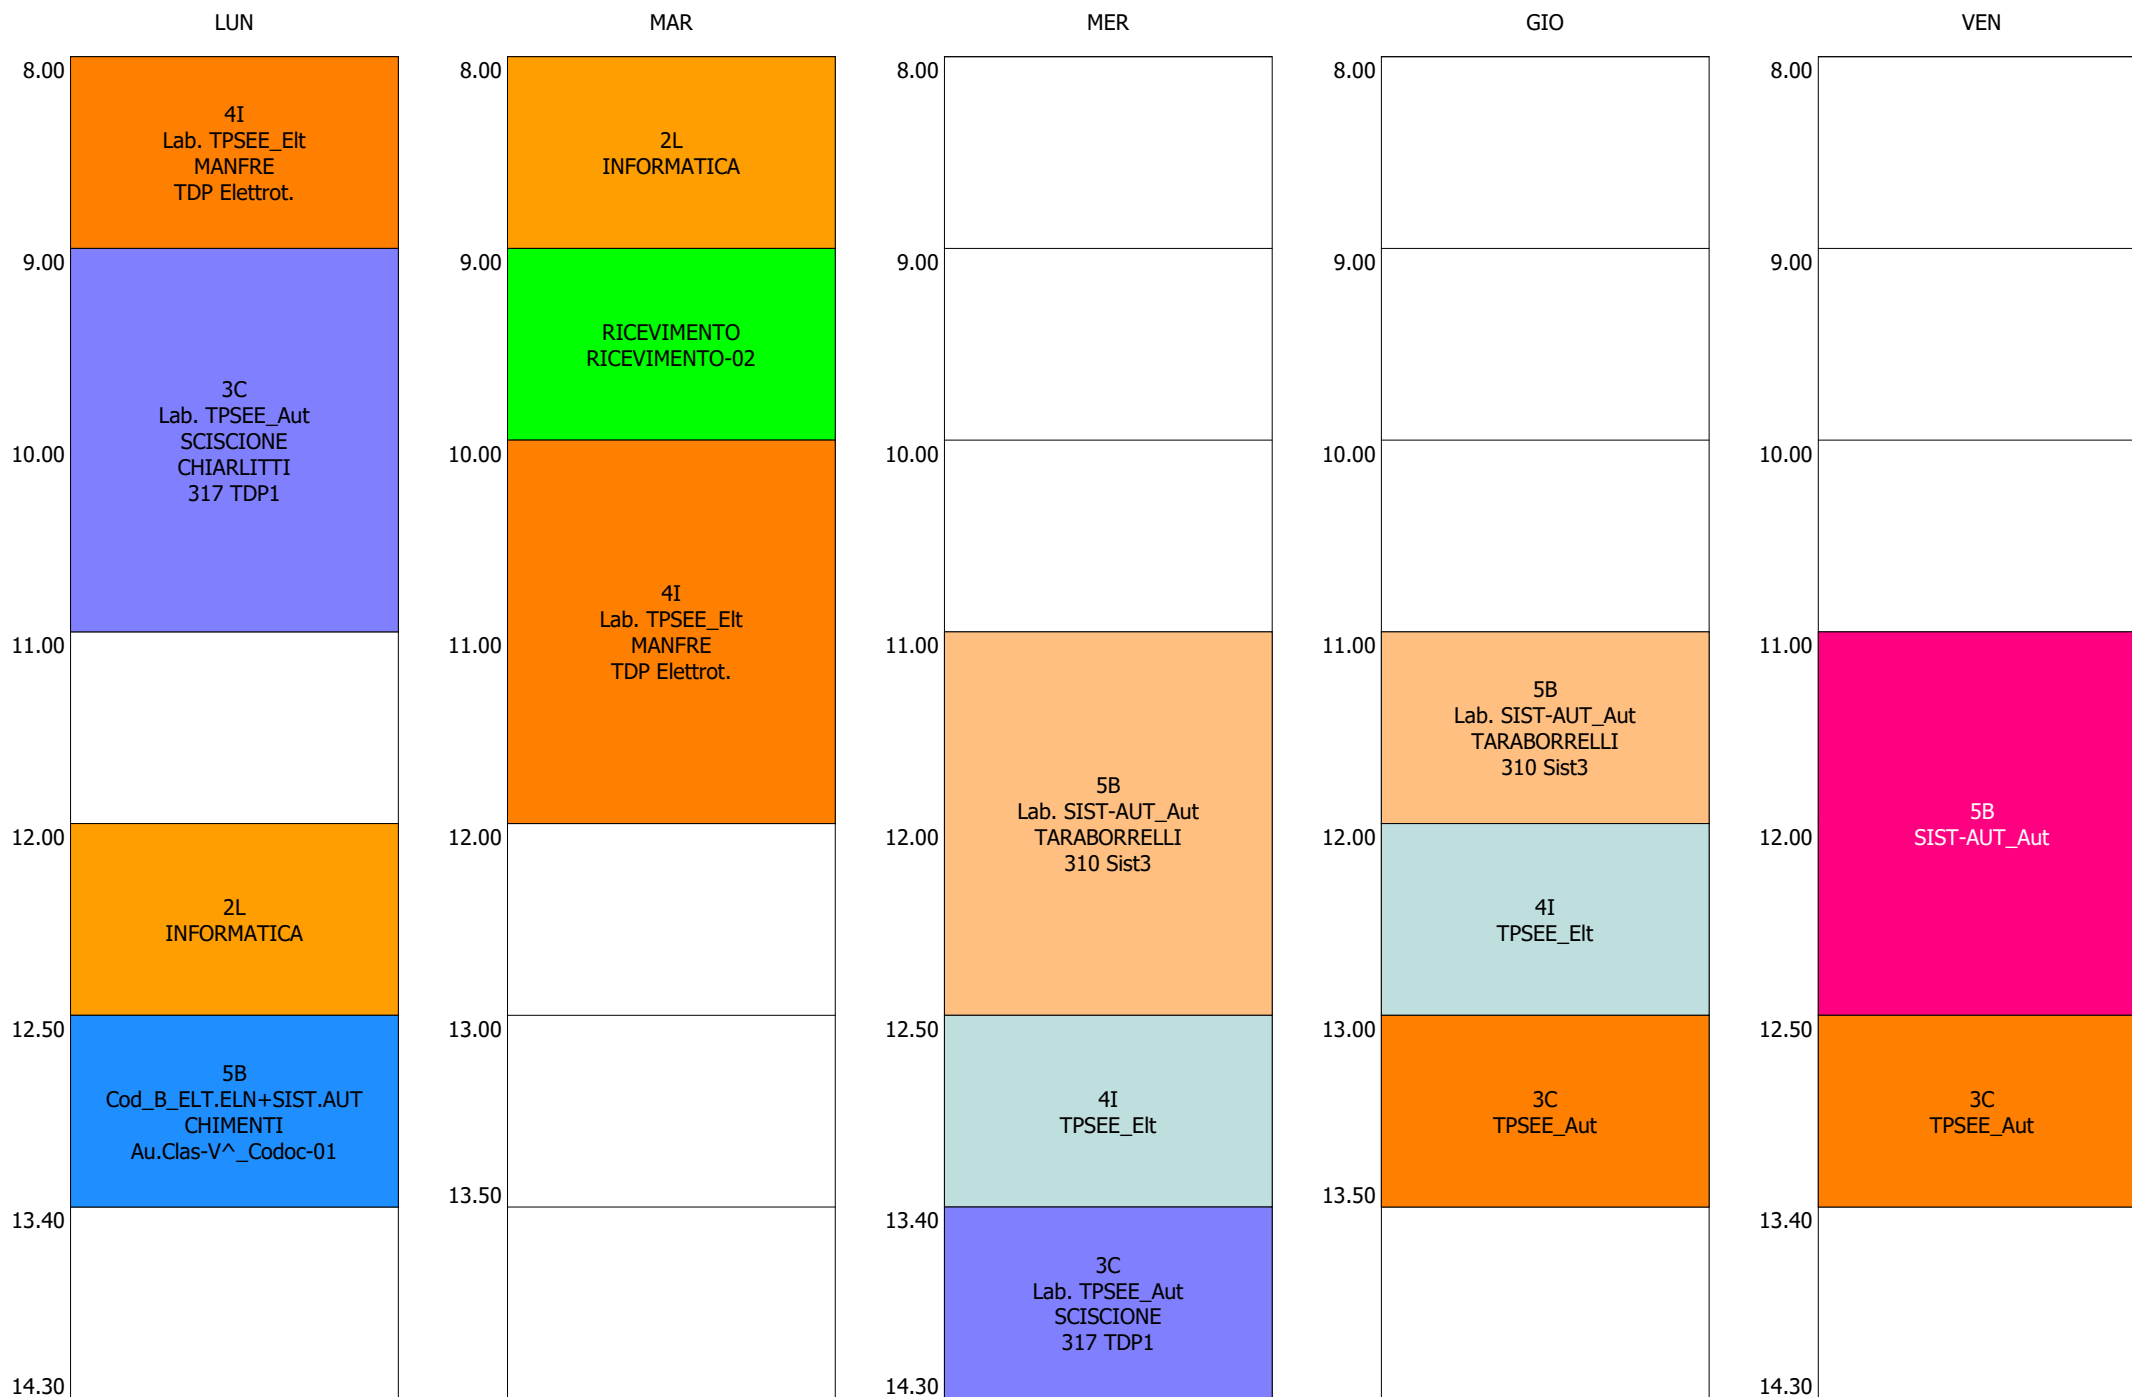 LUN
MAR
MER
GIO
VEN
8.00
4I
Lab. TPSEE_Elt
MANFRE
TDP Elettrot.
9.00
3C
Lab. TPSEE_Aut
SCISCIONE
CHIARLITTI
317 TDP1
10.00
11.00
12.00
2L
INFORMATICA
12.50
5B
Cod_B_ELT.ELN+SIST.AUT
CHIMENTI
Au.Clas-V^_Codoc-01
13.40
14.30
8.00
2L
INFORMATICA
9.00
RICEVIMENTO
RICEVIMENTO-02
10.00
4I
Lab. TPSEE_Elt
MANFRE
TDP Elettrot.
11.00
12.00
13.00
13.50
8.00
9.00
10.00
11.00
5B
Lab. SIST-AUT_Aut
TARABORRELLI
310 Sist3
12.00
12.50
4I
TPSEE_Elt
13.40
3C
Lab. TPSEE_Aut
SCISCIONE
317 TDP1
14.30
8.00
9.00
10.00
11.00
5B
Lab. SIST-AUT_Aut
TARABORRELLI
310 Sist3
12.00
4I
TPSEE_Elt
13.00
3C
TPSEE_Aut
13.50
8.00
9.00
10.00
11.00
5B
SIST-AUT_Aut
12.00
12.50
3C
TPSEE_Aut
13.40
14.30